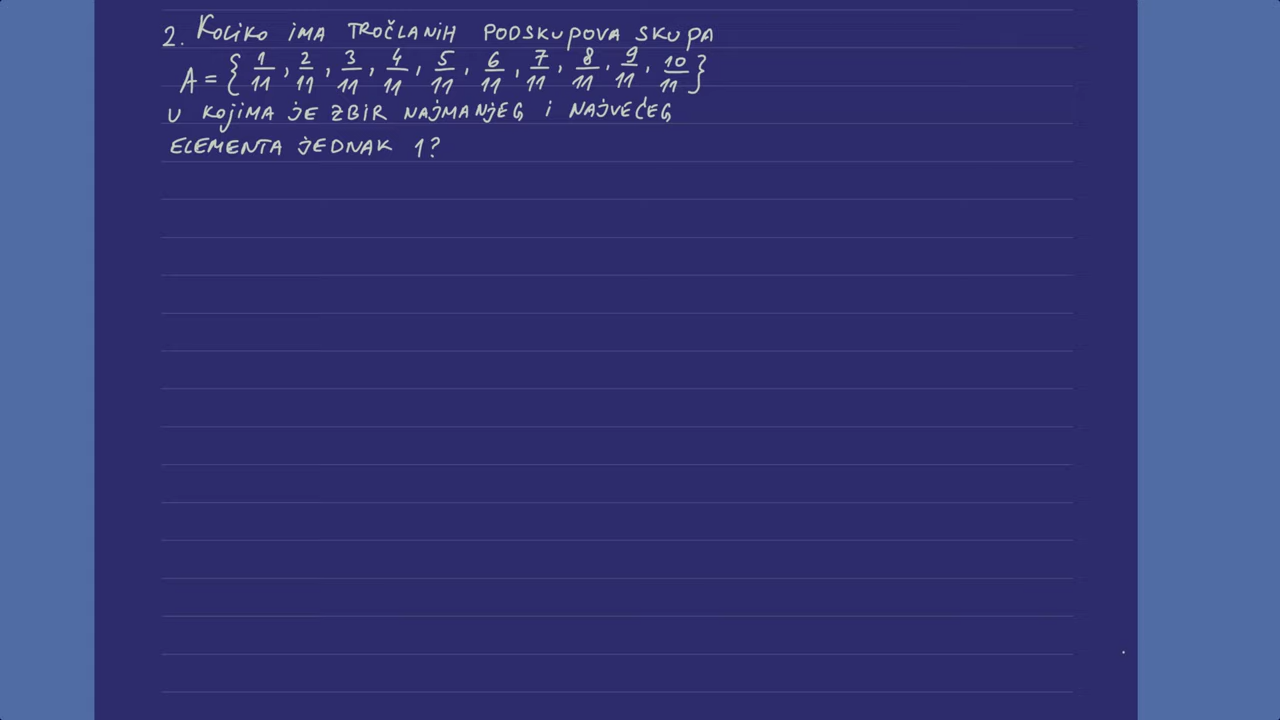 2. Koliko ima tročlanih podskupova skupa
A = { 1/11, 2/11, 3/11, 4/11, 5/11, 6/11, 7/11, 8/11, 9/11, 10/11 }
u kojima je zbir najmanjeg i najvećeg
elementa jednak 1?